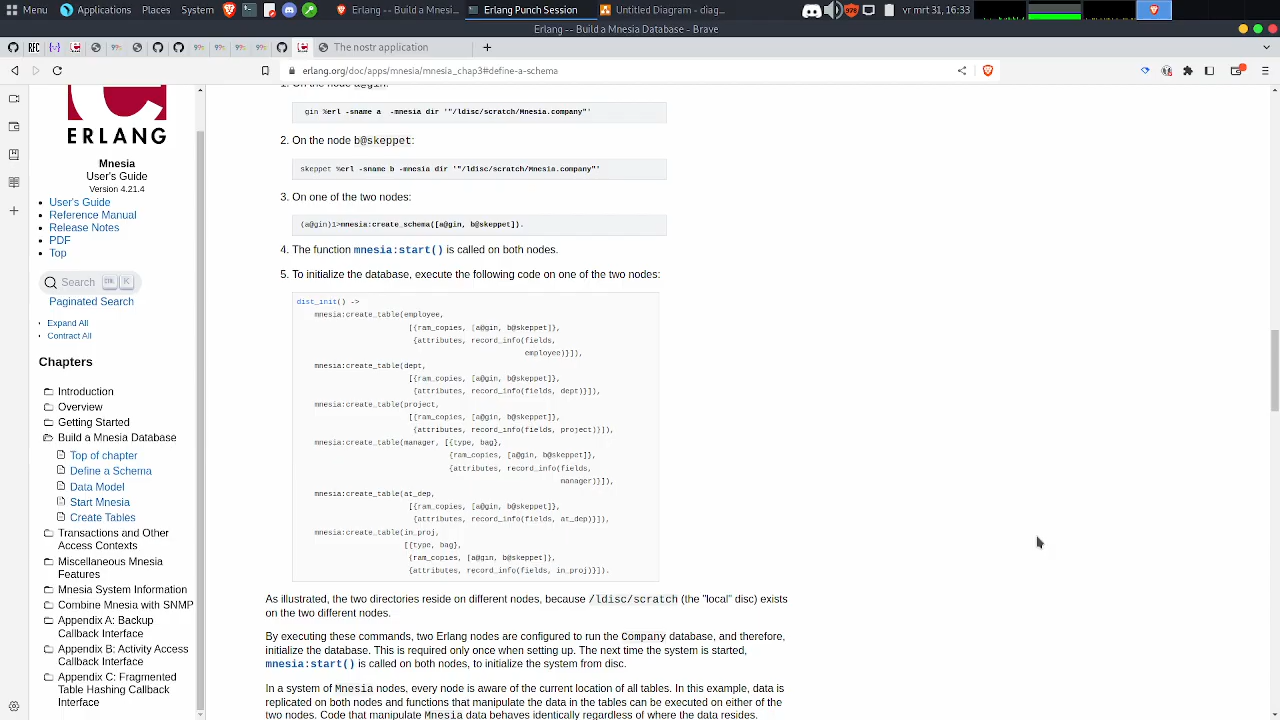 Menu Applications Places System Erlang -- Build a Mnesi... Erlang Punch Session Untitled Diagram - diag... vr mrt 31, 16:33
Erlang -- Build a Mnesia Database - Brave
The nostr application
erlang.org/doc/apps/mnesia/mnesia_chap3#define-a-schema
ERLANG
Mnesia
User's Guide
Version 4.21.4
User's Guide
Reference Manual
Release Notes
PDF
Top
Search CTRL K
Paginated Search
Expand All
Contract All
Chapters
Introduction
Overview
Getting Started
Build a Mnesia Database
Top of chapter
Define a Schema
Data Model
Start Mnesia
Create Tables
Transactions and Other
Access Contexts
Miscellaneous Mnesia
Features
Mnesia System Information
Combine Mnesia with SNMP
Appendix A: Backup
Callback Interface
Appendix B: Activity Access
Callback Interface
Appendix C: Fragmented
Table Hashing Callback
Interface
1. On the node a@gin:
gin %erl -sname a  -mnesia dir '"/ldisc/scratch/Mnesia.company"'
2. On the node b@skeppet:
skeppet %erl -sname b -mnesia dir '"/ldisc/scratch/Mnesia.company"'
3. On one of the two nodes:
(a@gin)1>mnesia:create_schema([a@gin, b@skeppet]).
4. The function mnesia:start() is called on both nodes.
5. To initialize the database, execute the following code on one of the two nodes:
dist_init() ->
mnesia:create_table(employee,
[{ram_copies, [a@gin, b@skeppet]},
{attributes, record_info(fields,
employee)}]),
mnesia:create_table(dept,
[{ram_copies, [a@gin, b@skeppet]},
{attributes, record_info(fields, dept)}]),
mnesia:create_table(project,
[{ram_copies, [a@gin, b@skeppet]},
{attributes, record_info(fields, project)}]),
mnesia:create_table(manager, [{type, bag},
{ram_copies, [a@gin, b@skeppet]},
{attributes, record_info(fields,
manager)}]),
mnesia:create_table(at_dep,
[{ram_copies, [a@gin, b@skeppet]},
{attributes, record_info(fields, at_dep)}]),
mnesia:create_table(in_proj,
[{type, bag},
{ram_copies, [a@gin, b@skeppet]},
{attributes, record_info(fields, in_proj)}]).
As illustrated, the two directories reside on different nodes, because /ldisc/scratch (the "local" disc) exists
on the two different nodes.
By executing these commands, two Erlang nodes are configured to run the Company database, and therefore,
initialize the database. This is required only once when setting up. The next time the system is started,
mnesia:start() is called on both nodes, to initialize the system from disc.
In a system of Mnesia nodes, every node is aware of the current location of all tables. In this example, data is
replicated on both nodes and functions that manipulate the data in the tables can be executed on either of the
two nodes. Code that manipulate Mnesia data behaves identically regardless of where the data resides.